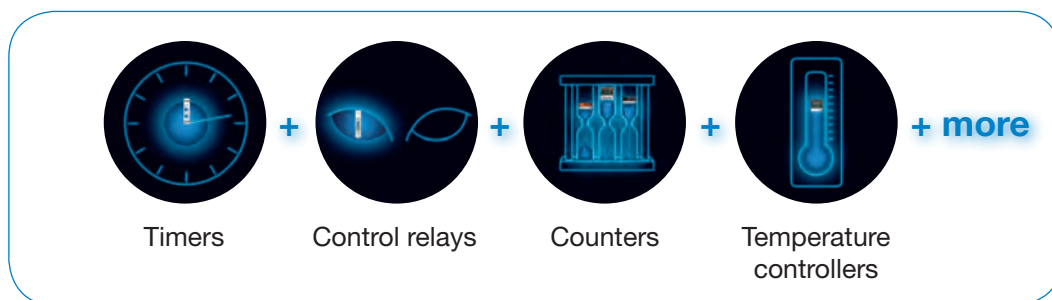 + + + + more
Timers Control relays Counters Temperature
controllers